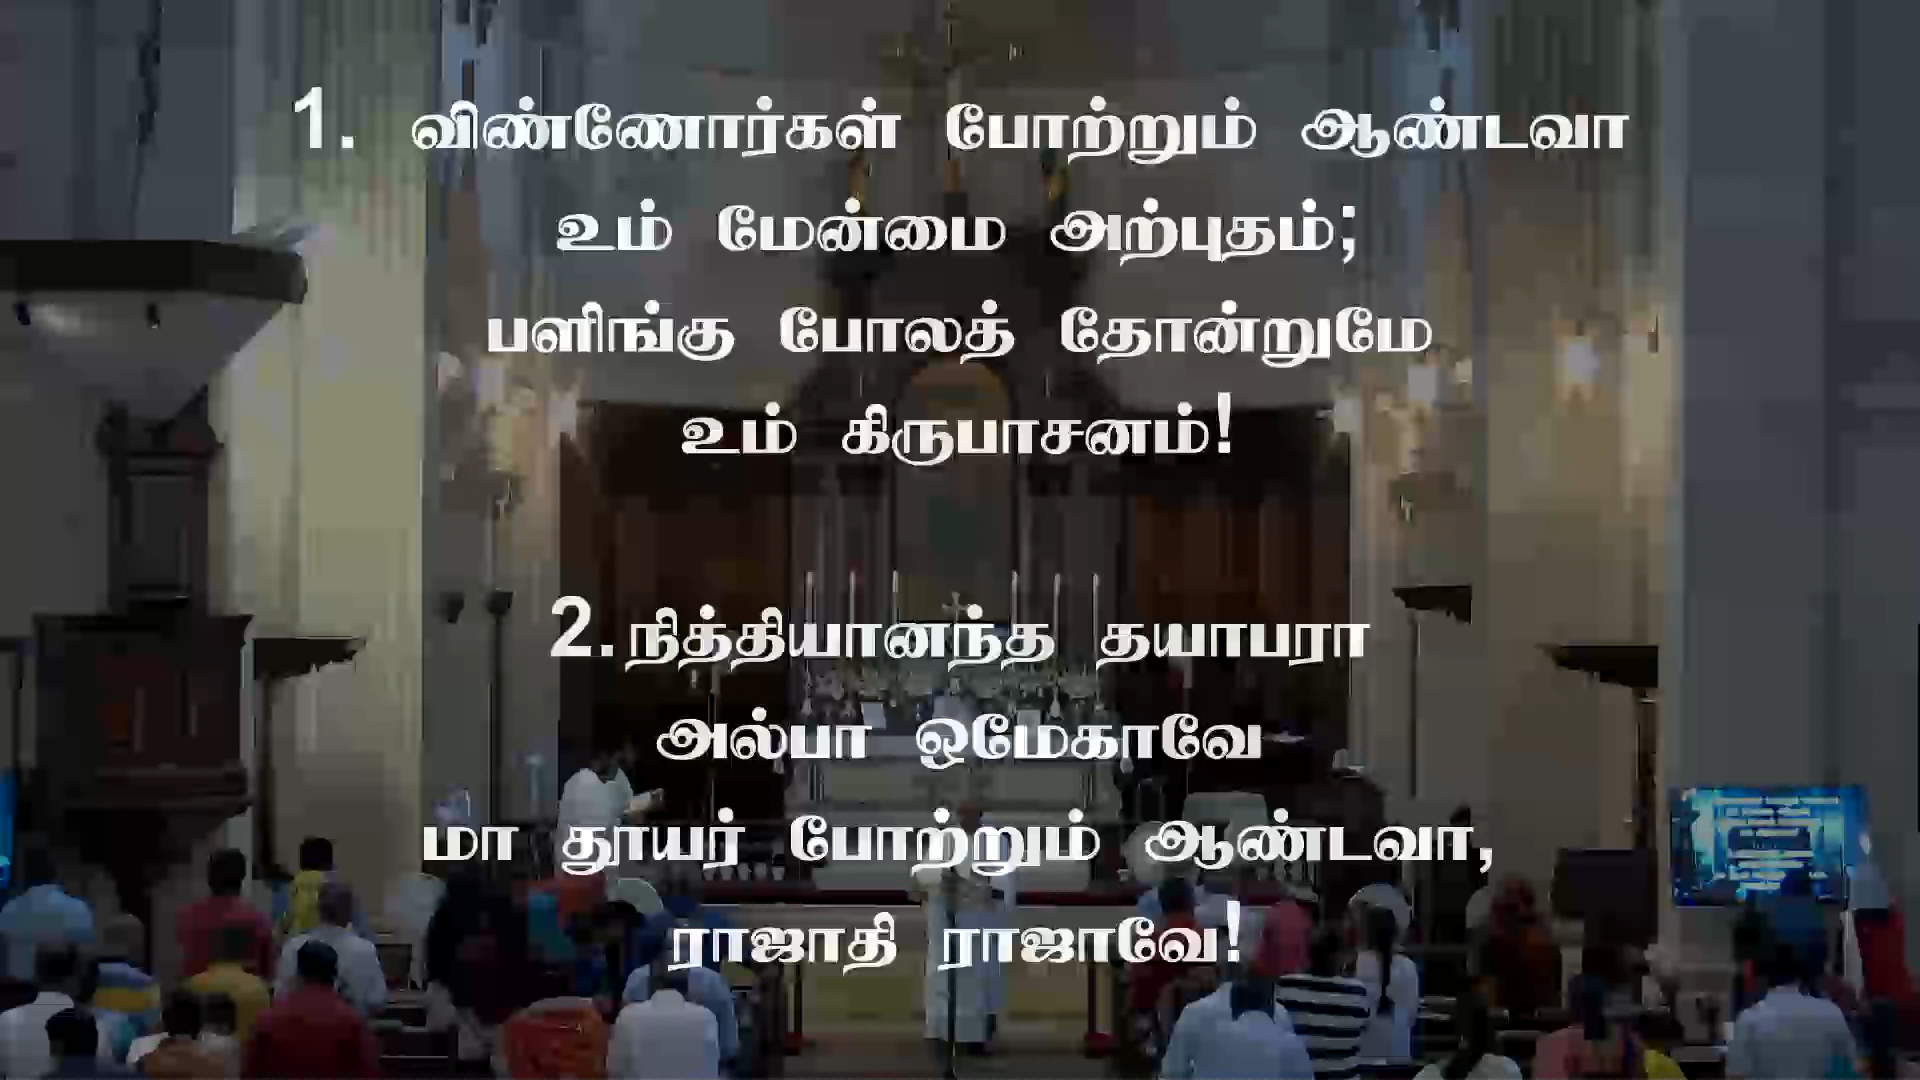 1. விண்ணோர்கள் போற்றும் ஆண்டவா
உம் மேன்மை அற்புதம்;
பளிங்கு போலத் தோன்றுமே
உம் கிருபாசனம்!
2. நித்தியானந்த தயாபரா
அல்பா ஒமேகாவே
மா தூயர் போற்றும் ஆண்டவா,
ராஜாதி ராஜாவே!